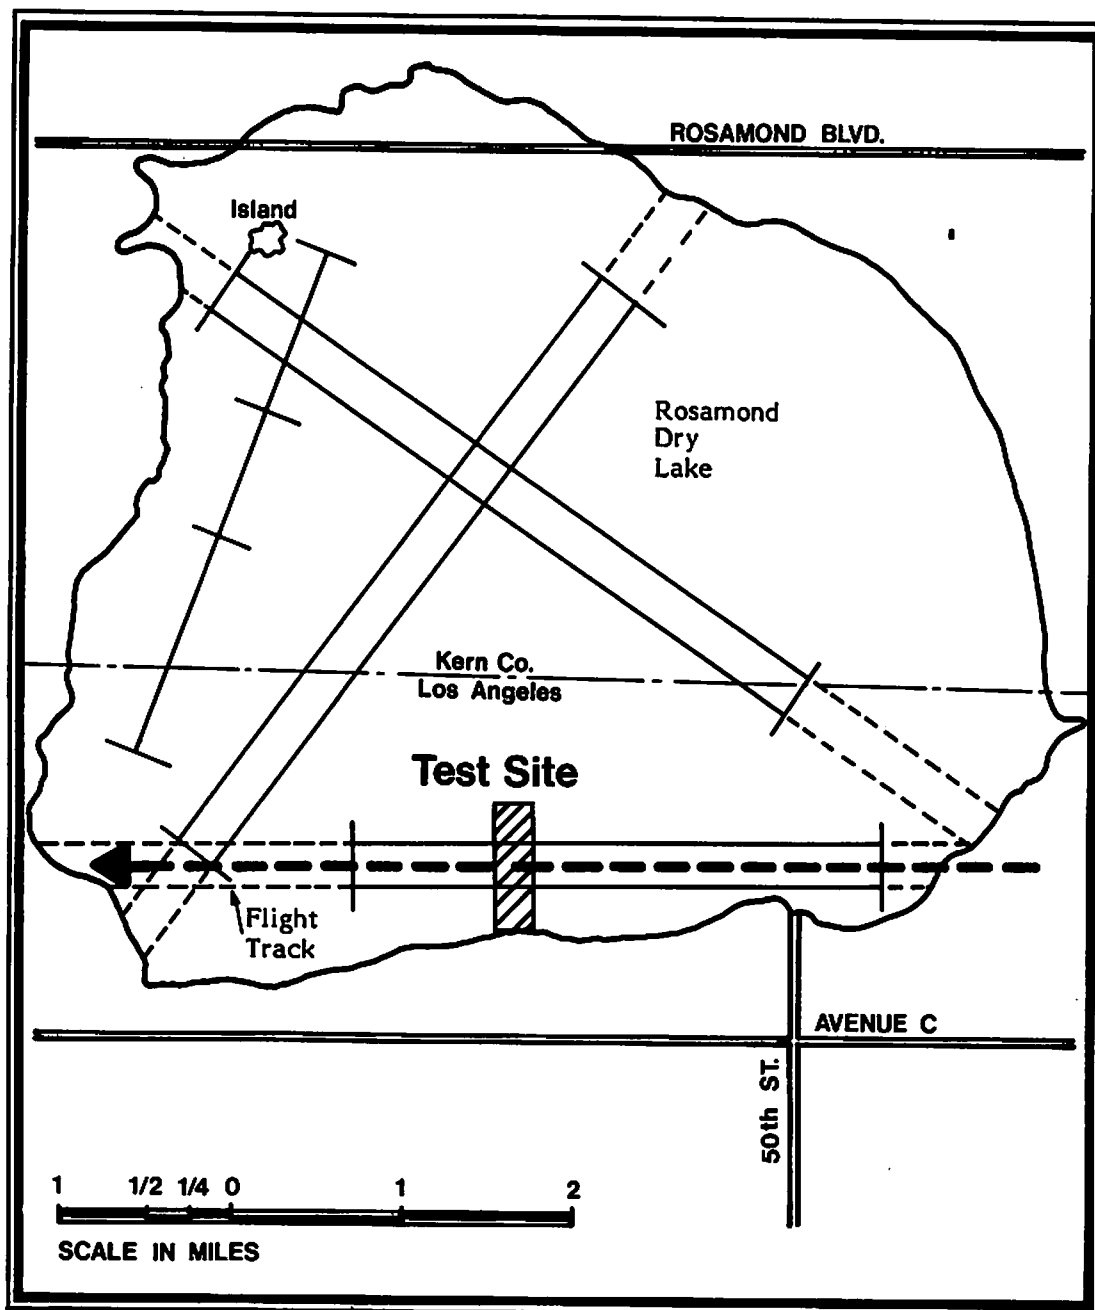 ROSAMOND BLVD.
Island
Rosamond
Dry
Lake
Kern Co.
Los Angeles
Test Site
Flight
Track
AVENUE C
50th ST.
1 1/2 1/4 0 1 2
SCALE IN MILES